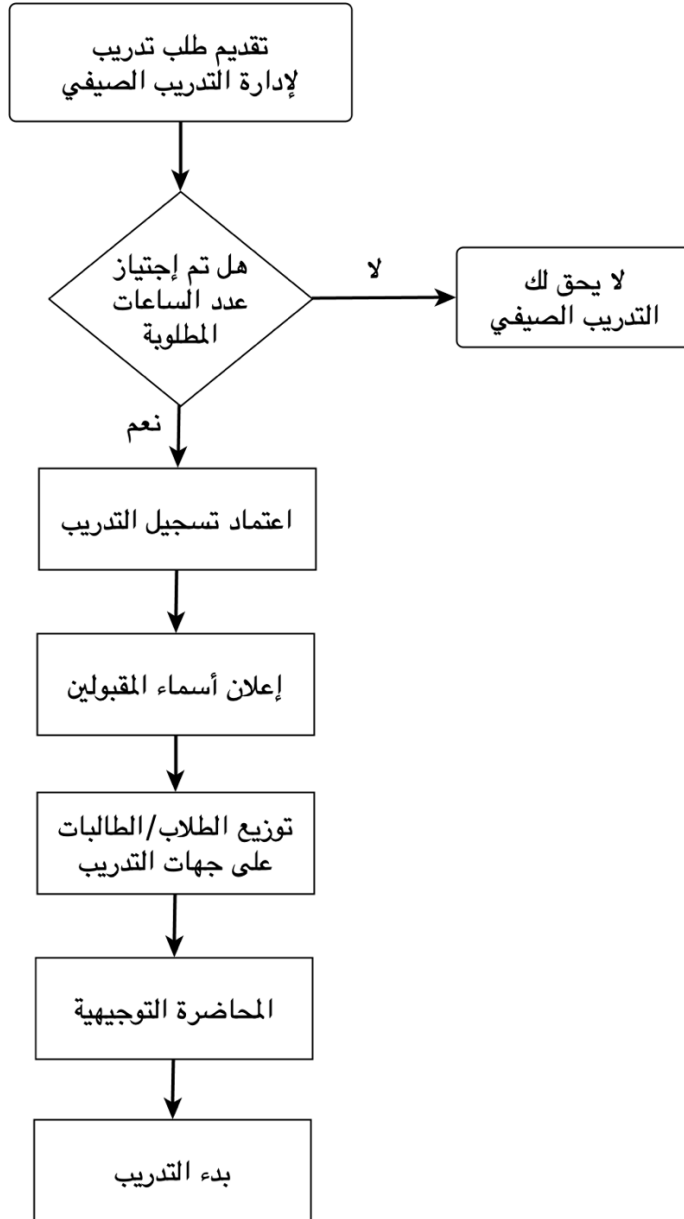 تقديم طلب تدريب
لإدارة التدريب الصيفي
هل تم إجتياز
عدد الساعات
المطلوبة
لا
لا يحق لك
التدريب الصيفي
نعم
اعتماد تسجيل التدريب
إعلان أسماء المقبولين
توزيع الطلاب/الطالبات
على جهات التدريب
المحاضرة التوجيهية
بدء التدريب